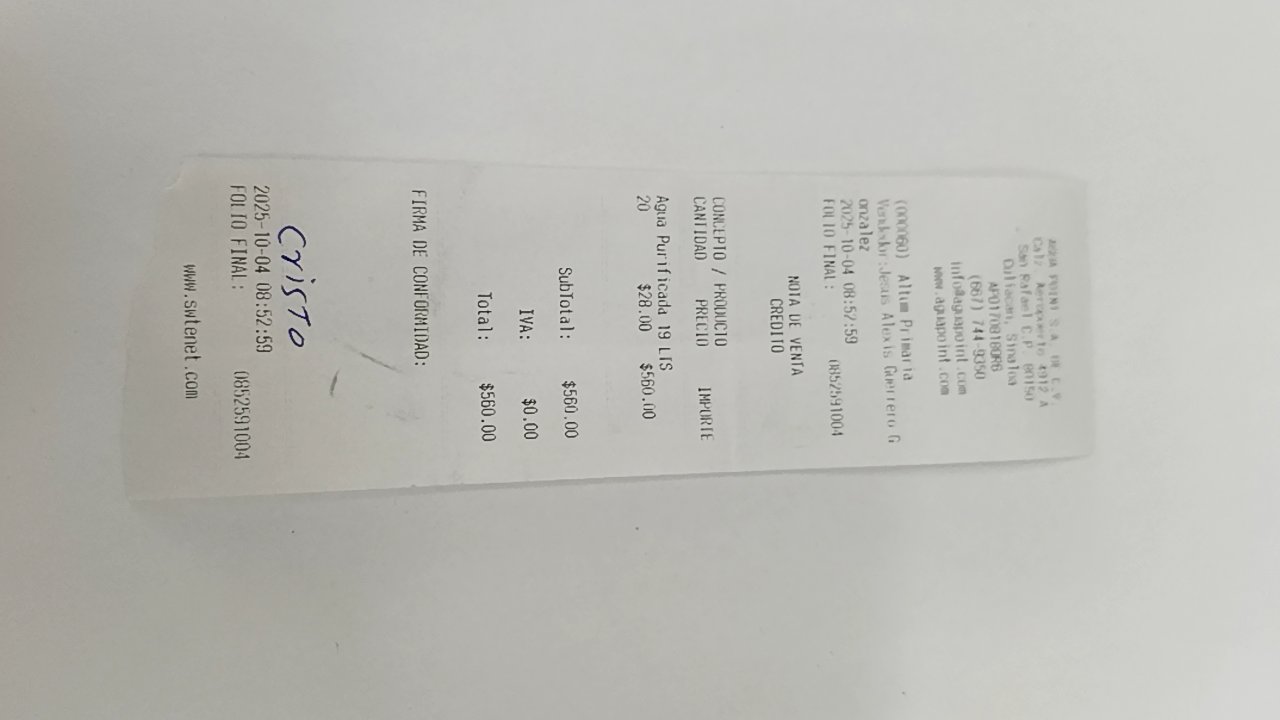 AGUA POINT S.A. DE C.V.
Calz. Aeropuerto 4912 A
San Rafael C.P. 80150
Culiacan, Sinaloa
APO170818DR6
(667) 744-9350
info@aguapoint.com
www.aguapoint.com
(000060) Altum Primaria
Vendedor:Jesus Alexis Guerrero G
onzalez
2025-10-04 08:52:59
FOLIO FINAL: 0852591004
NOTA DE VENTA
CREDITO
CONCEPTO / PRODUCTO
CANTIDAD PRECIO IMPORTE
Agua Purificada 19 LTS
20 $28.00 $560.00
SubTotal: $560.00
IVA: $0.00
Total: $560.00
FIRMA DE CONFORMIDAD:
Cristo
2025-10-04 08:52:59
FOLIO FINAL: 0852591004
www.swtenet.com